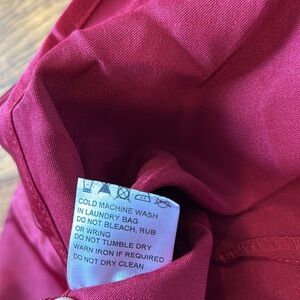 COLD MACHINE WASH
IN LAUNDRY BAG
DO NOT BLEACH, RUB
OR WRING
DO NOT TUMBLE DRY
WARM IRON IF REQUIRED
DO NOT DRY CLEAN